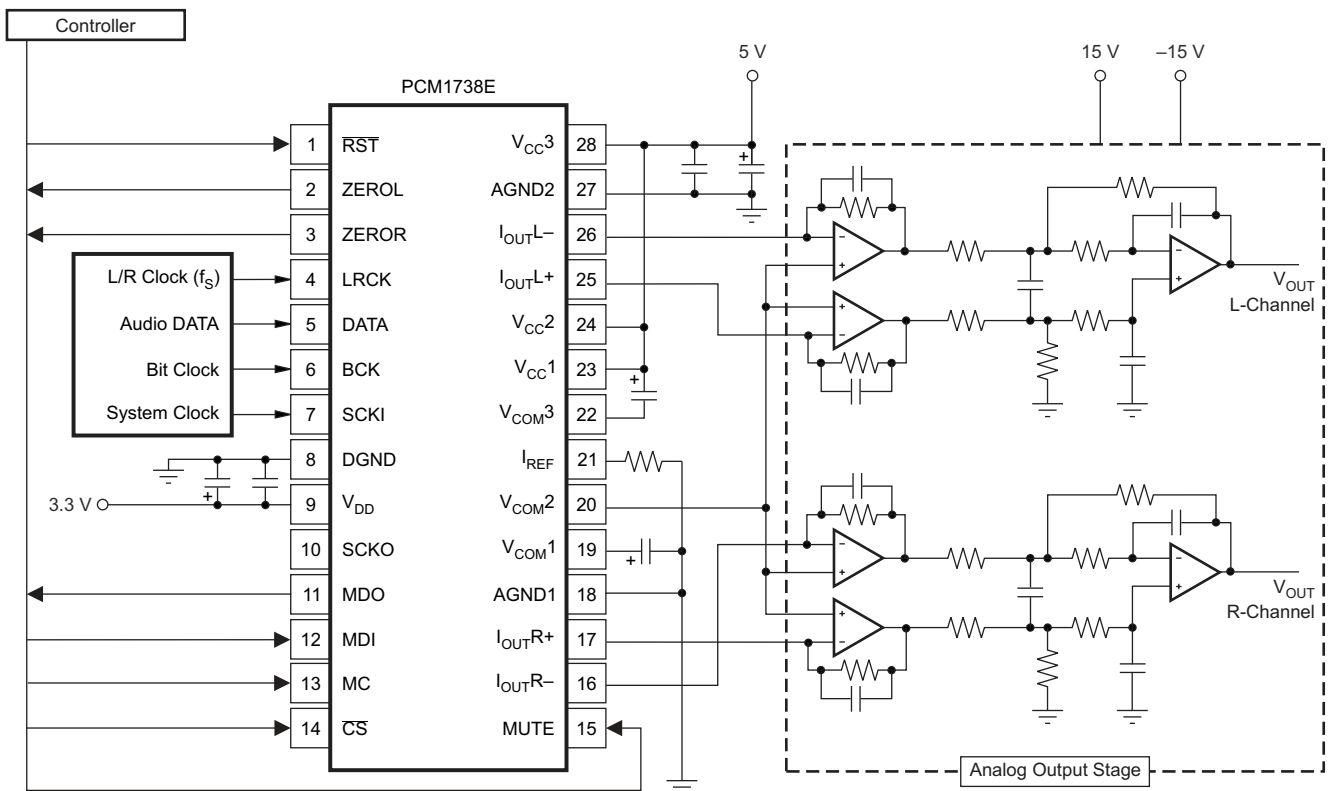 Controller
5 V
15 V
–15 V
PCM1738E
1 RST VCC3 28
2 ZEROL AGND2 27
3 ZEROR IOUTL– 26
L/R Clock (fS) 4 LRCK IOUTL+ 25
Audio DATA 5 DATA VCC2 24
Bit Clock 6 BCK VCC1 23
System Clock 7 SCKI VCOM3 22
8 DGND IREF 21
3.3 V 9 VDD VCOM2 20
10 SCKO VCOM1 19
11 MDO AGND1 18
12 MDI IOUTR+ 17
13 MC IOUTR– 16
14 CS MUTE 15
VOUT
L-Channel
VOUT
R-Channel
Analog Output Stage